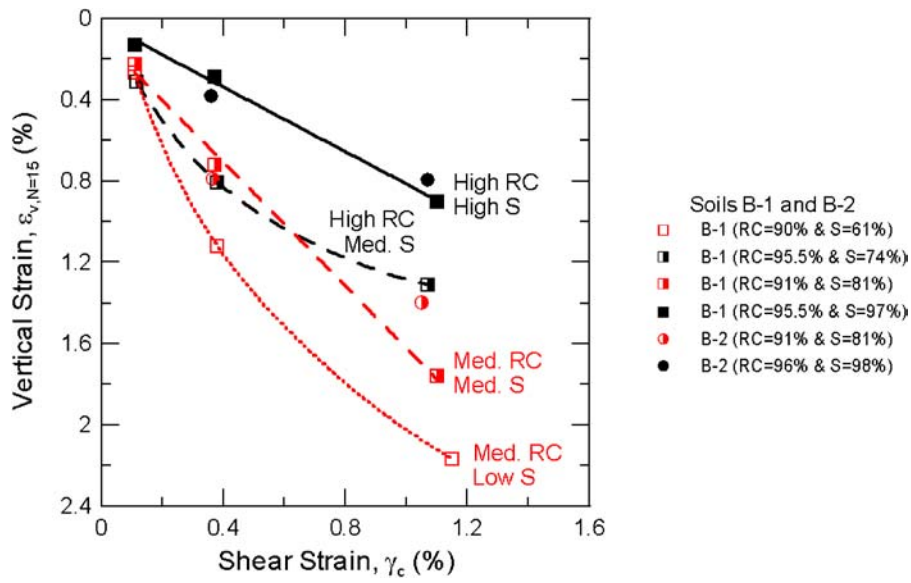 0
0.4
0.8
1.2
1.6
2
2.4
Vertical Strain, εv,N=15 (%)
0 0.4 0.8 1.2 1.6
Shear Strain, γc (%)
High RC
High S
High RC
Med. S
Med. RC
Med. S
Med. RC
Low S
Soils B-1 and B-2
B-1 (RC=90% & S=61%)
B-1 (RC=95.5% & S=74%)
B-1 (RC=91% & S=81%)
B-1 (RC=95.5% & S=97%)
B-2 (RC=91% & S=81%)
B-2 (RC=96% & S=98%)